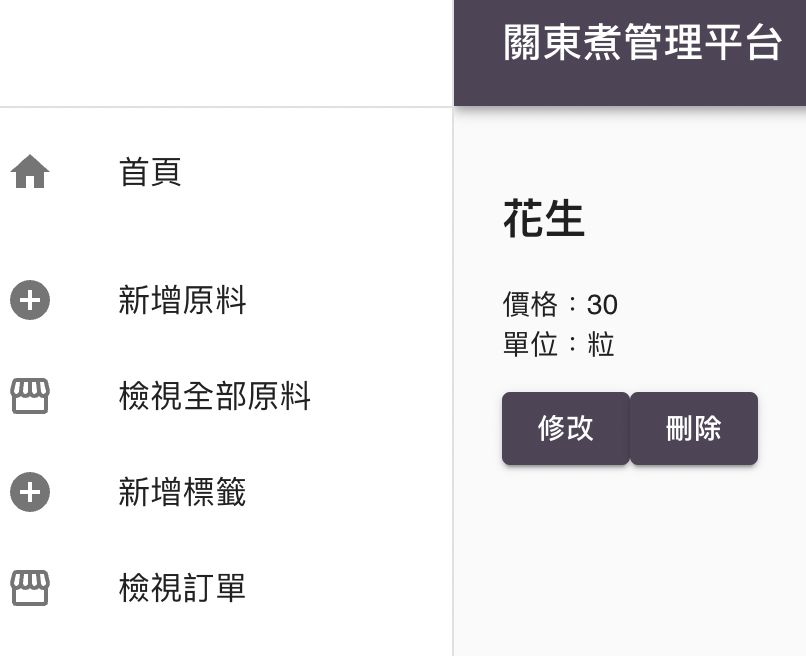 關東煮管理平台
首頁
新增原料
檢視全部原料
新增標籤
檢視訂單
花生
價格：30
單位：粒
修改
刪除